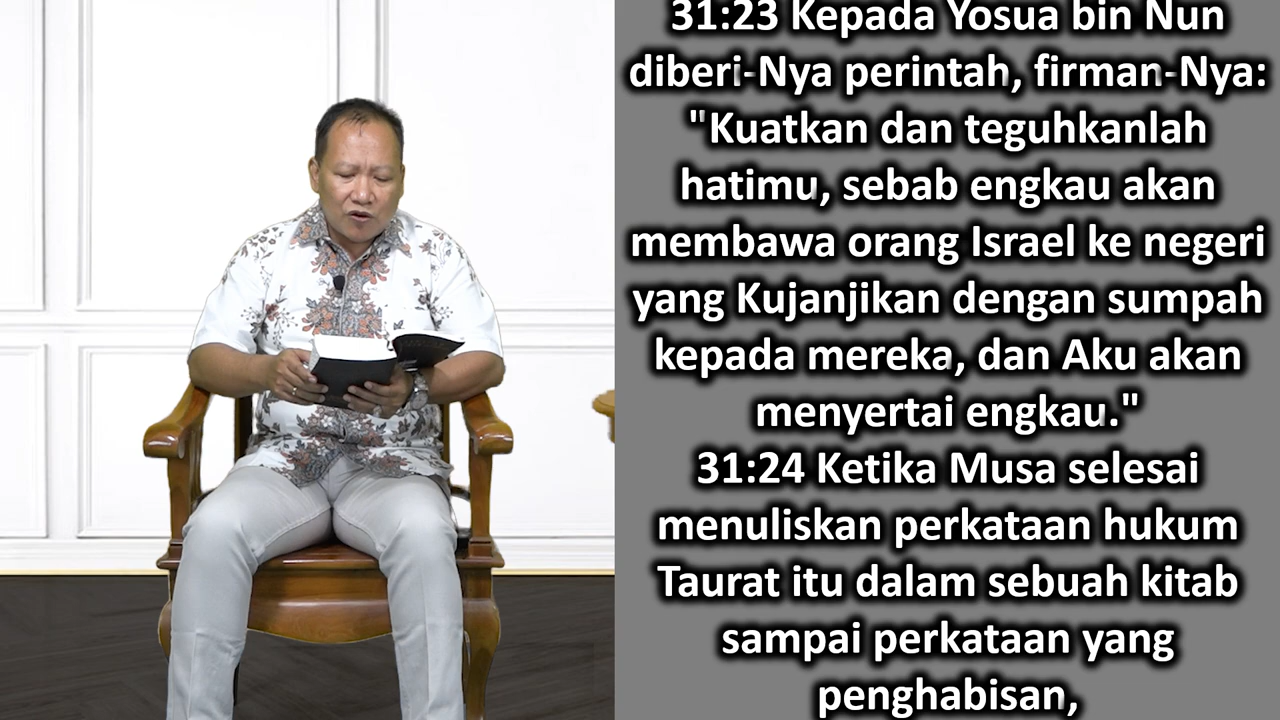 31:23 Kepada Yosua bin Nun
diberi-Nya perintah, firman-Nya:
"Kuatkan dan teguhkanlah
hatimu, sebab engkau akan
membawa orang Israel ke negeri
yang Kujanjikan dengan sumpah
kepada mereka, dan Aku akan
menyertai engkau."
31:24 Ketika Musa selesai
menuliskan perkataan hukum
Taurat itu dalam sebuah kitab
sampai perkataan yang
penghabisan,